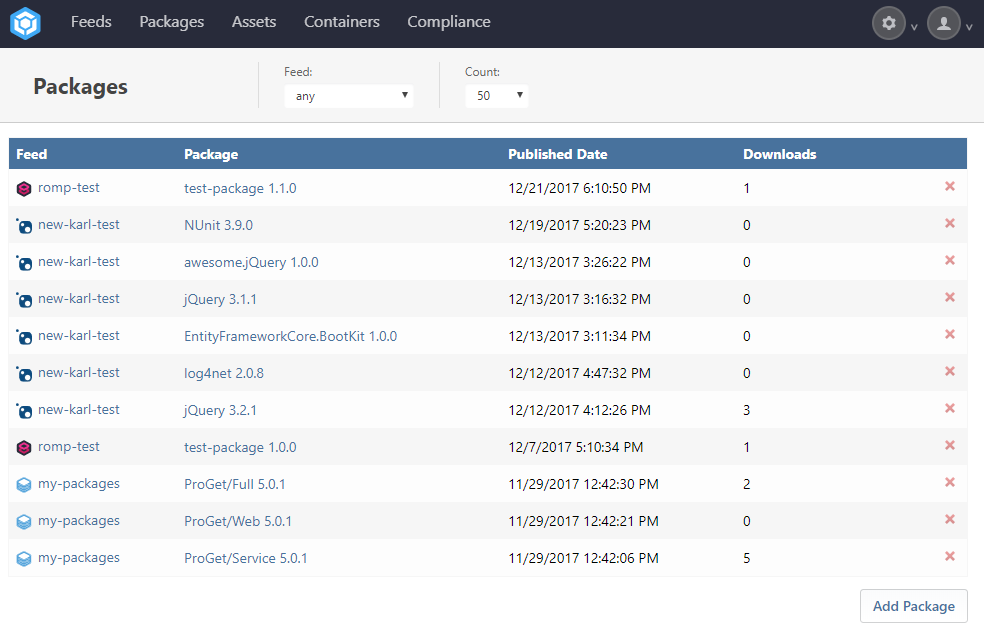 Feeds Packages Assets Containers Compliance
Packages
Feed:
any
Count:
50
Feed Package Published Date Downloads
romp-test test-package 1.1.0 12/21/2017 6:10:50 PM 1
new-karl-test NUnit 3.9.0 12/19/2017 5:20:23 PM 0
new-karl-test awesome.jQuery 1.0.0 12/13/2017 3:26:22 PM 0
new-karl-test jQuery 3.1.1 12/13/2017 3:16:32 PM 0
new-karl-test EntityFrameworkCore.BootKit 1.0.0 12/13/2017 3:11:34 PM 0
new-karl-test log4net 2.0.8 12/12/2017 4:47:32 PM 0
new-karl-test jQuery 3.2.1 12/12/2017 4:12:26 PM 3
romp-test test-package 1.0.0 12/7/2017 5:10:34 PM 1
my-packages ProGet/Full 5.0.1 11/29/2017 12:42:30 PM 2
my-packages ProGet/Web 5.0.1 11/29/2017 12:42:21 PM 0
my-packages ProGet/Service 5.0.1 11/29/2017 12:42:06 PM 5
Add Package